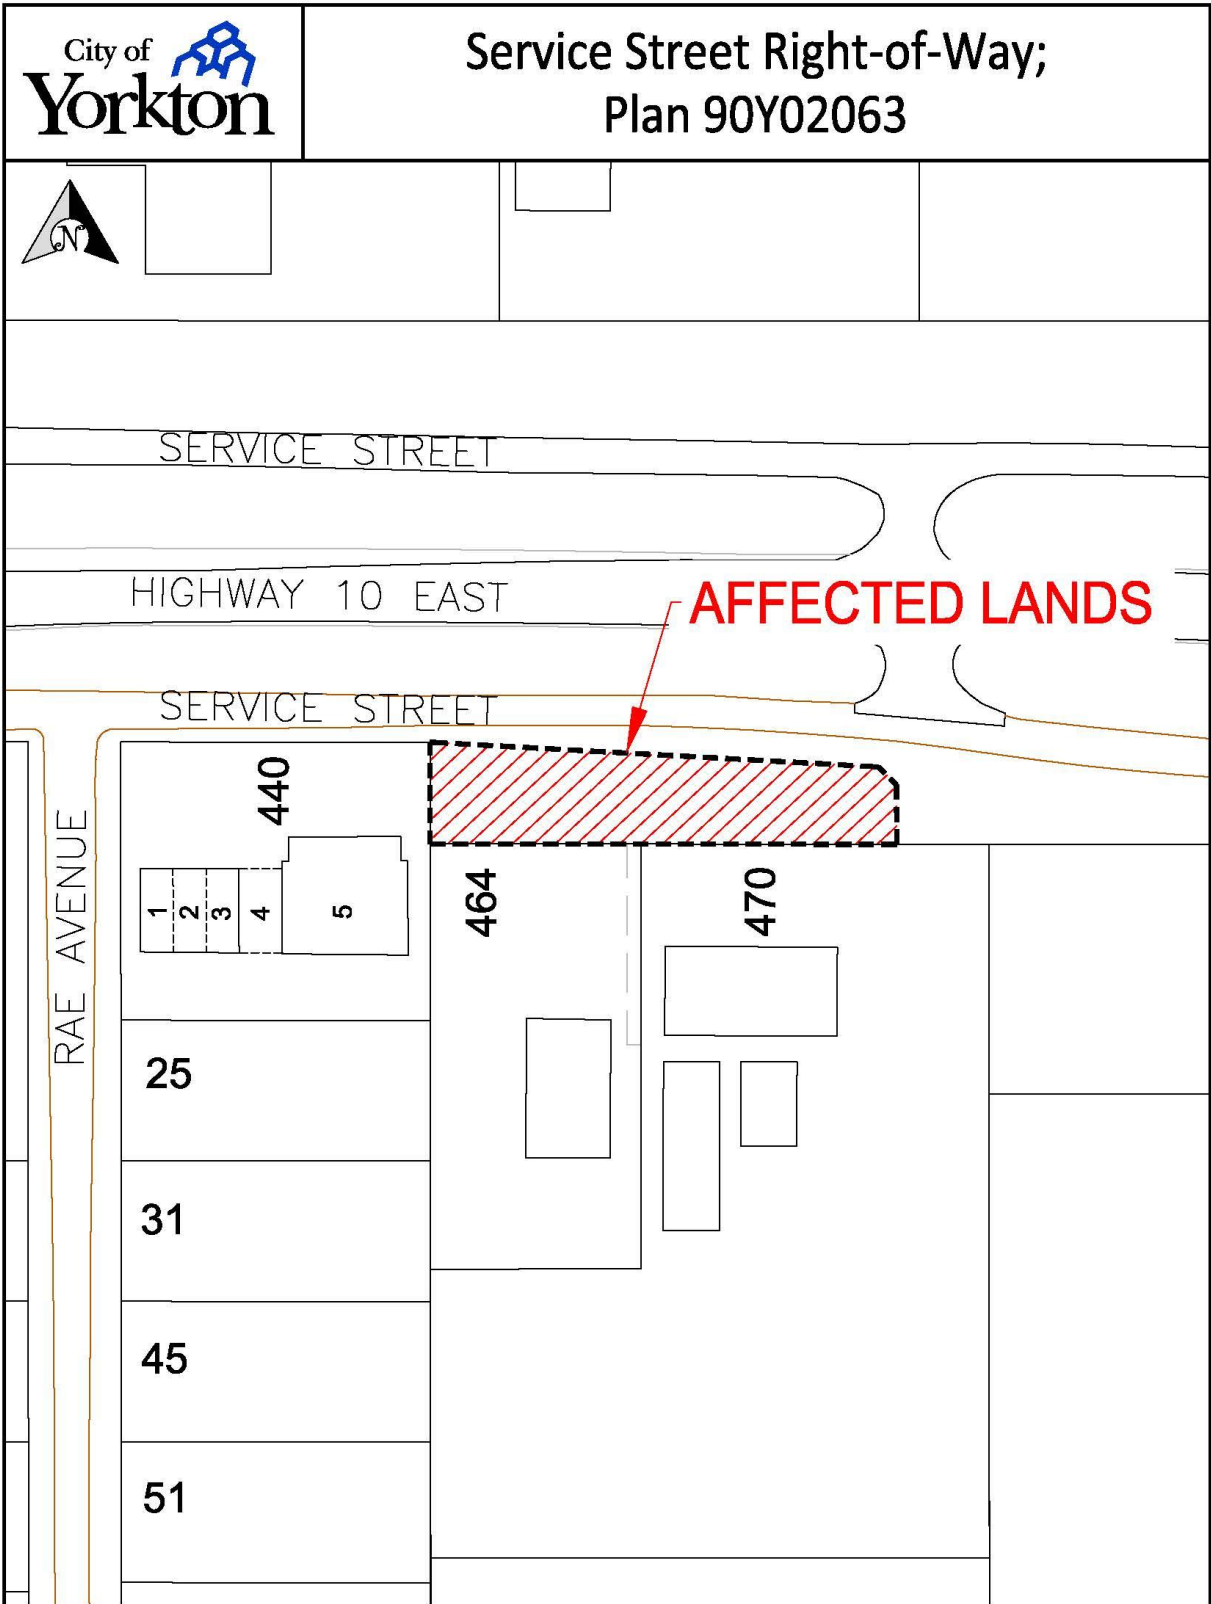 City of
Yorkton
Service Street Right-of-Way;
Plan 90Y02063
N
SERVICE STREET
HIGHWAY 10 EAST
AFFECTED LANDS
SERVICE STREET
440
RAE AVENUE
1
2
3
4
5
464
470
25
31
45
51